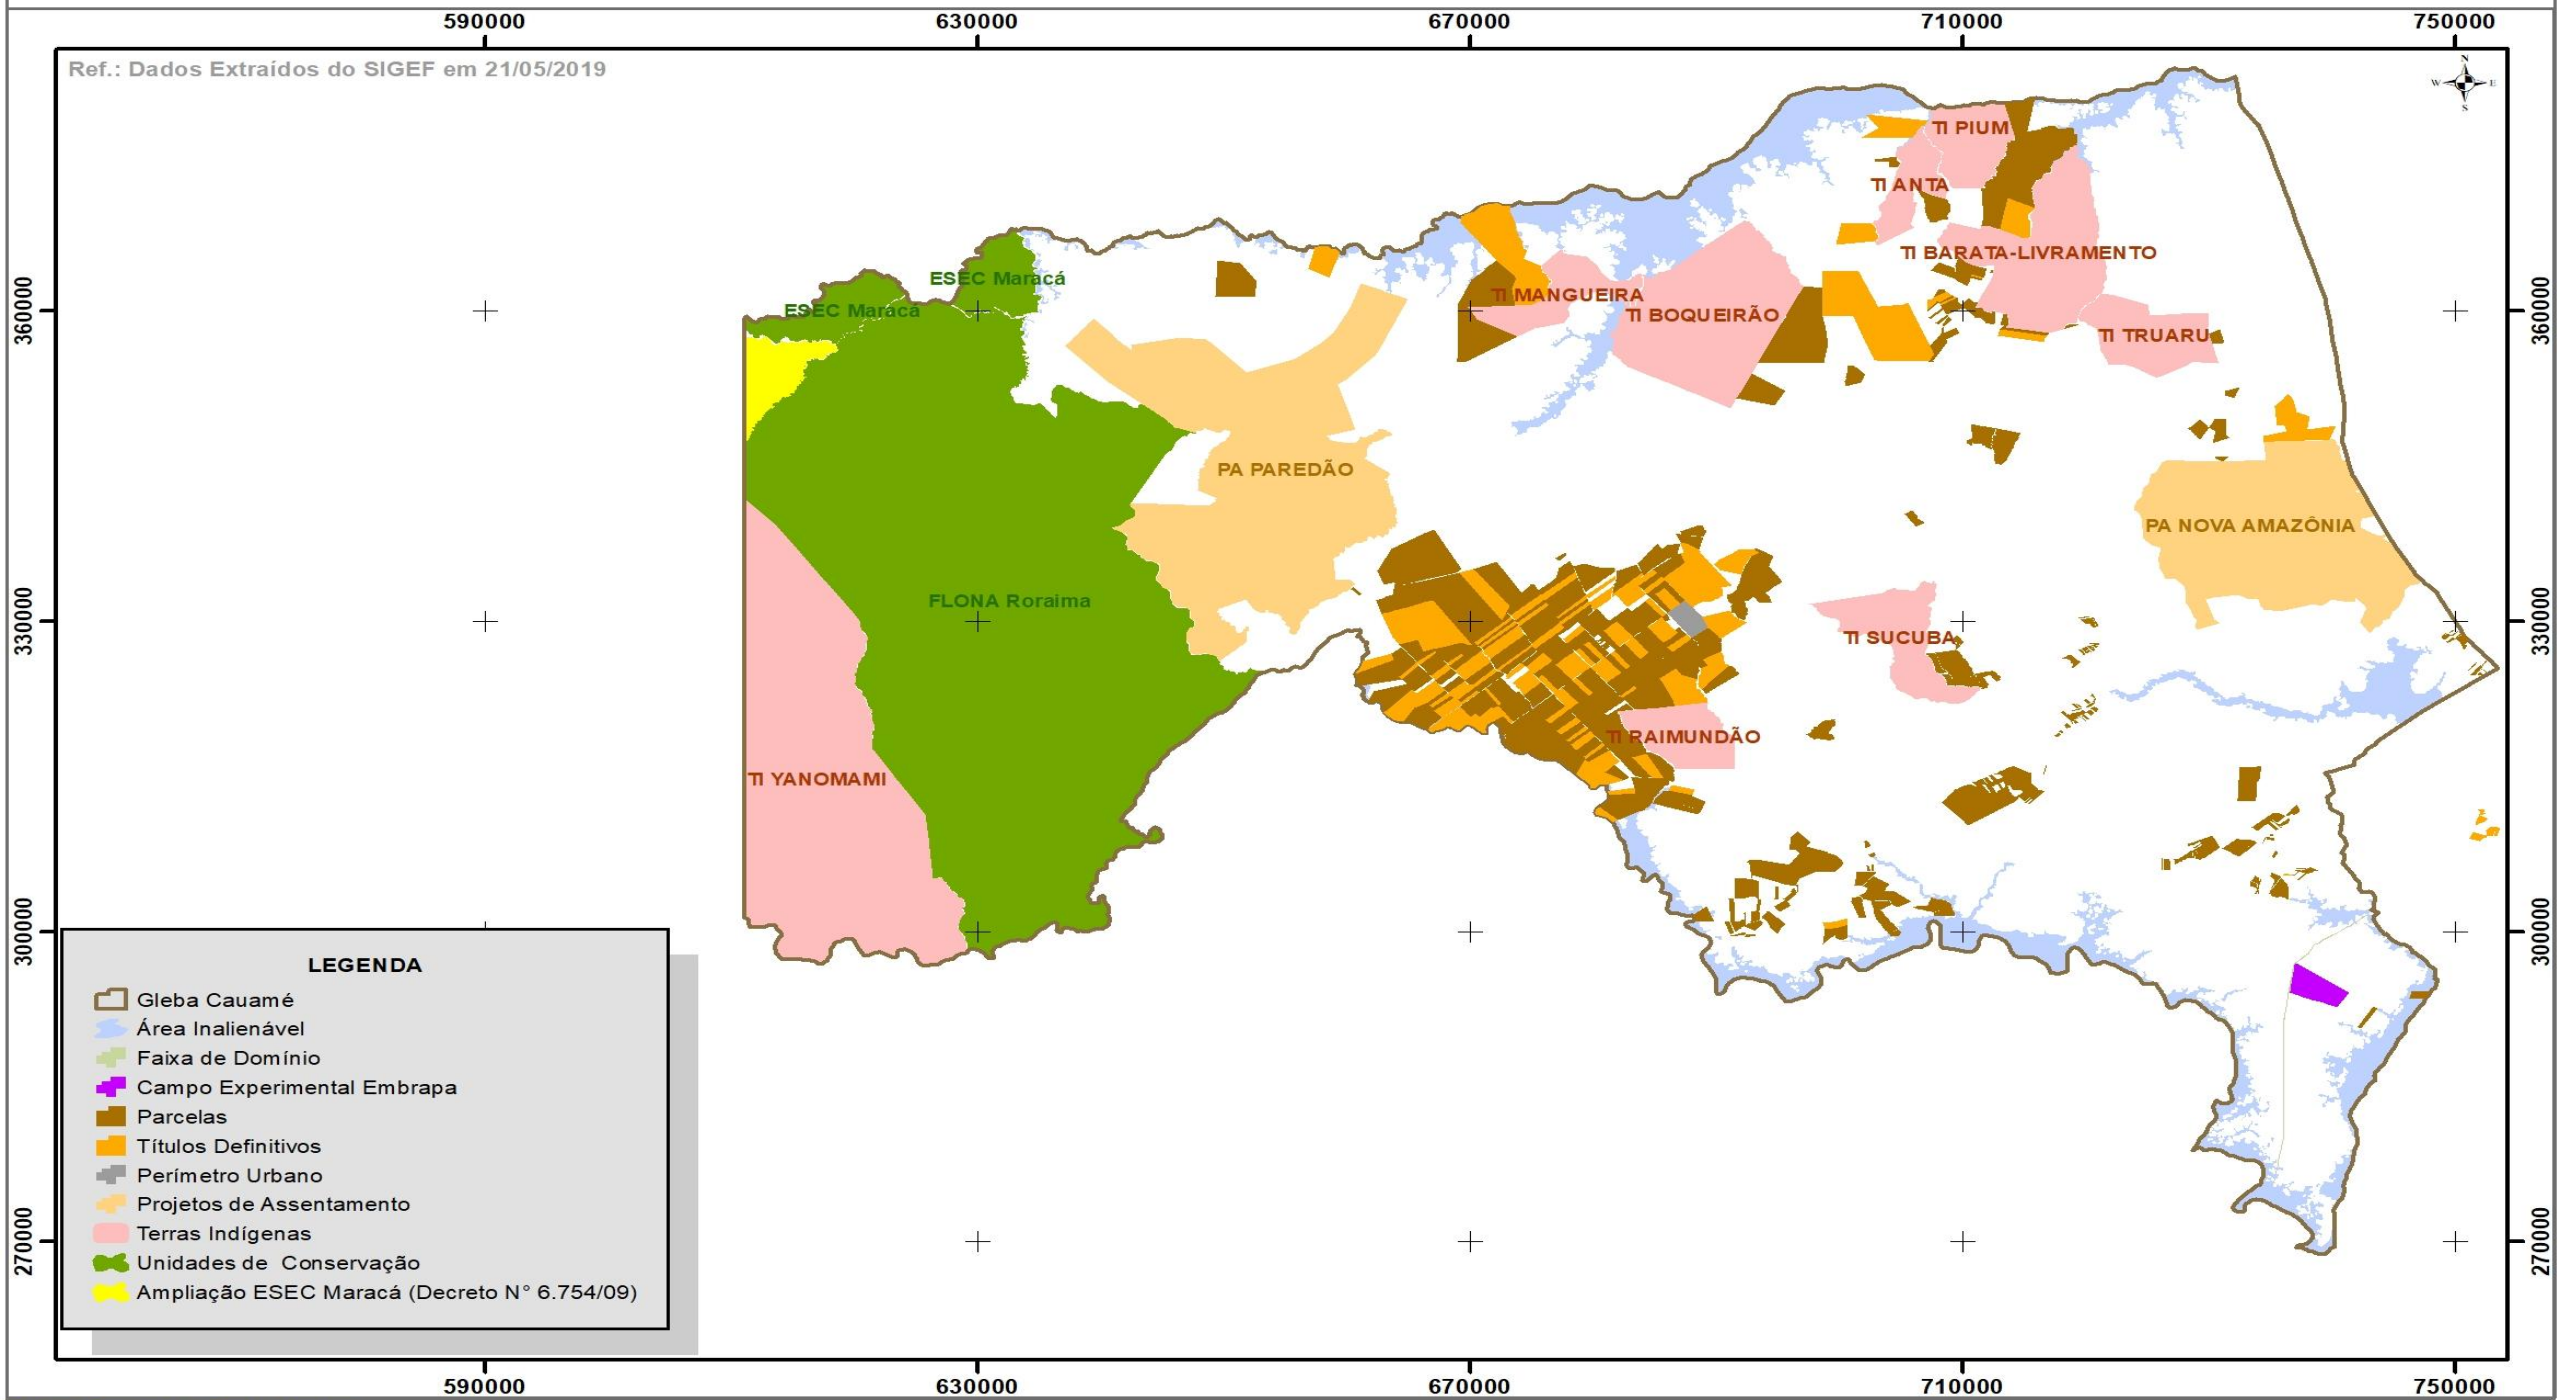 590000 630000 670000 710000 750000
Ref.: Dados Extraídos do SIGEF em 21/05/2019
N
W E
S
TI PIUM
TI ANTA
TI BARATA-LIVRAMENTO
ESEC Maracá
TI MANGUEIRA
360000 360000
ESEC Maracá
TI BOQUEIRÃO
TI TRUARU
PA PAREDÃO
PA NOVA AMAZÔNIA
FLONA Roraima
330000 330000
TI SUCUBA
TI RAIMUNDÃO
TI YANOMAMI
300000 300000
LEGENDA
Gleba Cauamé
Área Inalienável
Faixa de Domínio
Campo Experimental Embrapa
Parcelas
Títulos Definitivos
Perímetro Urbano
Projetos de Assentamento
Terras Indígenas
Unidades de Conservação
Ampliação ESEC Maracá (Decreto N° 6.754/09)
270000 270000
590000 630000 670000 710000 750000